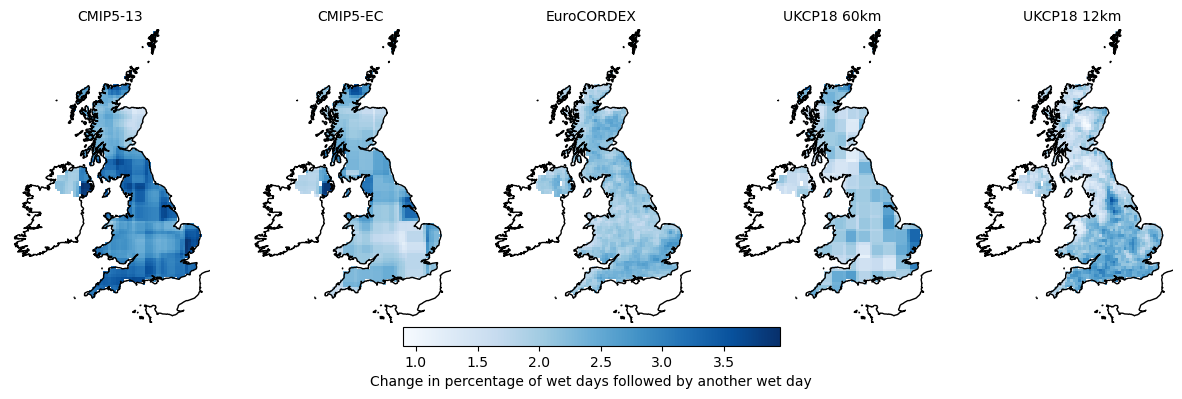 CMIP5-13
CMIP5-EC
EuroCORDEX
UKCP18 60km
UKCP18 12km
1.0
1.5
2.0
2.5
3.0
3.5
Change in percentage of wet days followed by another wet day